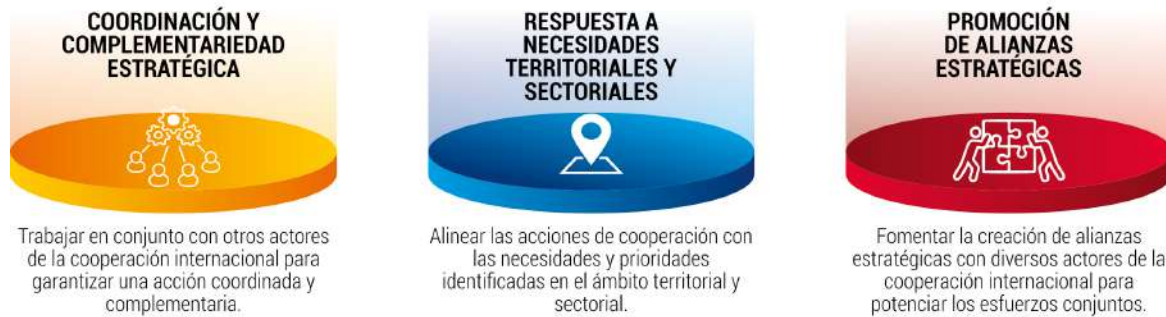 COORDINACIÓN Y
COMPLEMENTARIEDAD
ESTRATÉGICA
Trabajar en conjunto con otros actores
de la cooperación internacional para
garantizar una acción coordinada y
complementaria.
RESPUESTA A
NECESIDADES
TERRITORIALES Y
SECTORIALES
Alinear las acciones de cooperación con
las necesidades y prioridades
identificadas en el ámbito territorial y
sectorial.
PROMOCIÓN
DE ALIANZAS
ESTRATÉGICAS
Fomentar la creación de alianzas
estratégicas con diversos actores de la
cooperación internacional para
potenciar los esfuerzos conjuntos.